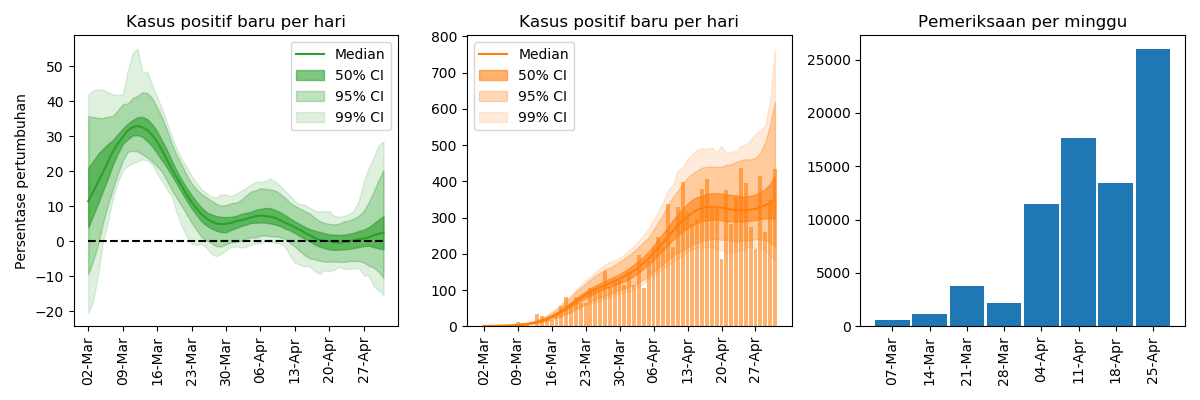 Kasus positif baru per hari
Persentase pertumbuhan
50
40
30
20
10
0
−10
−20
Median
50% CI
95% CI
99% CI
02-Mar
09-Mar
16-Mar
23-Mar
30-Mar
06-Apr
13-Apr
20-Apr
27-Apr
Kasus positif baru per hari
800
700
600
500
400
300
200
100
0
Median
50% CI
95% CI
99% CI
02-Mar
09-Mar
16-Mar
23-Mar
30-Mar
06-Apr
13-Apr
20-Apr
27-Apr
Pemeriksaan per minggu
25000
20000
15000
10000
5000
0
07-Mar
14-Mar
21-Mar
28-Mar
04-Apr
11-Apr
18-Apr
25-Apr